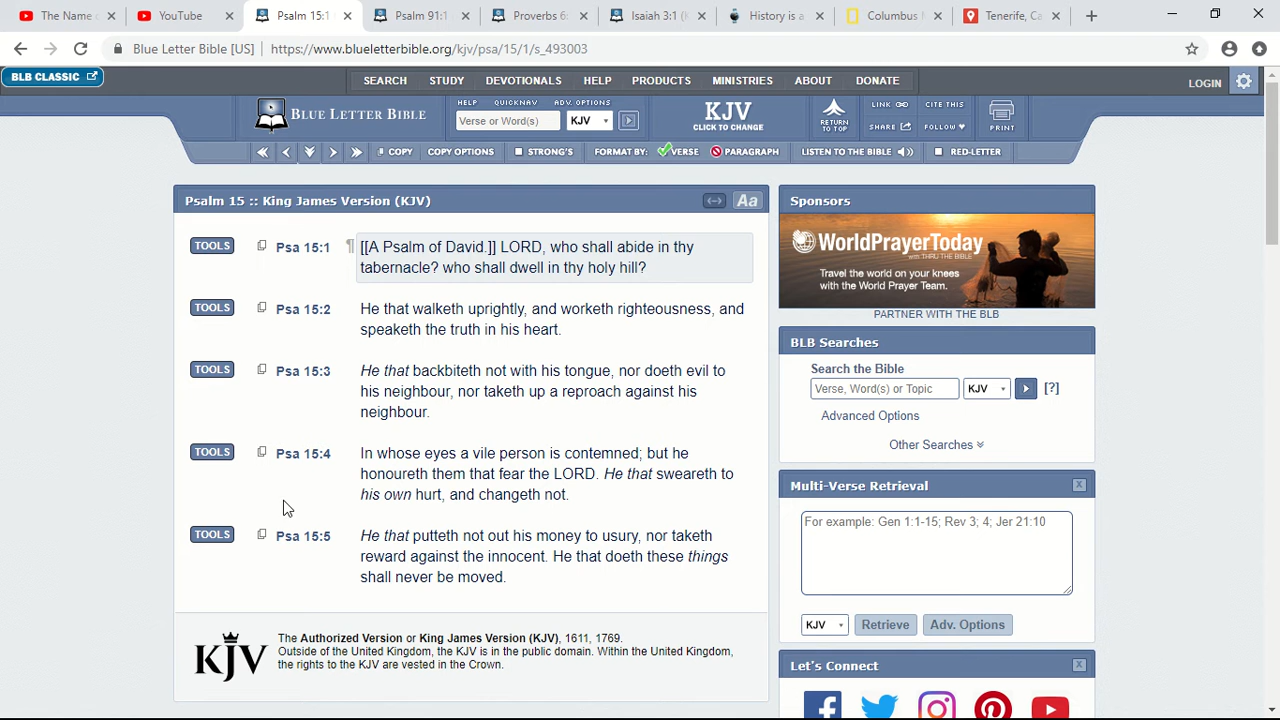 The Name
YouTube
Psalm 15:1
Psalm 91:1
Proverbs 6:
Isaiah 3:1 (
History is a
Columbus
Tenerife, Ca
Blue Letter Bible [US]
https://www.blueletterbible.org/kjv/psa/15/1/s_493003
BLB CLASSIC
SEARCH STUDY DEVOTIONALS HELP PRODUCTS MINISTRIES ABOUT DONATE
LOGIN
BLUE LETTER BIBLE
HELP QUICKNAV ADV. OPTIONS
Verse or Word(s) KJV
KJV
CLICK TO CHANGE
RETURN
TO TOP
LINK CITE THIS
SHARE FOLLOW
PRINT
COPY COPY OPTIONS STRONG'S FORMAT BY: VERSE PARAGRAPH LISTEN TO THE BIBLE RED-LETTER
Psalm 15 :: King James Version (KJV)
Aa
TOOLS Psa 15:1 ¶ [[A Psalm of David.]] LORD, who shall abide in thy
tabernacle? who shall dwell in thy holy hill?
TOOLS Psa 15:2 He that walketh uprightly, and worketh righteousness, and
speaketh the truth in his heart.
TOOLS Psa 15:3 He that backbiteth not with his tongue, nor doeth evil to
his neighbour, nor taketh up a reproach against his
neighbour.
TOOLS Psa 15:4 In whose eyes a vile person is contemned; but he
honoureth them that fear the LORD. He that sweareth to
his own hurt, and changeth not.
TOOLS Psa 15:5 He that putteth not out his money to usury, nor taketh
reward against the innocent. He that doeth these things
shall never be moved.
KJV
The Authorized Version or King James Version (KJV), 1611, 1769.
Outside of the United Kingdom, the KJV is in the public domain. Within the United Kingdom,
the rights to the KJV are vested in the Crown.
Sponsors
WorldPrayerToday
with THRU THE BIBLE
Travel the world on your knees
with the World Prayer Team.
PARTNER WITH THE BLB
BLB Searches
Search the Bible
Verse, Word(s) or Topic KJV [?]
Advanced Options
Other Searches
Multi-Verse Retrieval X
For example: Gen 1:1-15; Rev 3; 4; Jer 21:10
KJV Retrieve Adv. Options
Let's Connect X